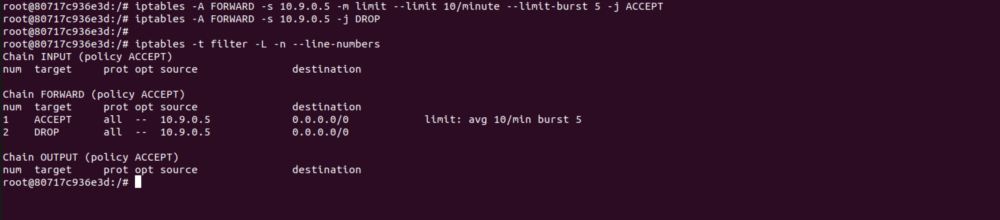 root@80717c936e3d:/# iptables -A FORWARD -s 10.9.0.5 -m limit --limit 10/minute --limit-burst 5 -j ACCEPT
root@80717c936e3d:/# iptables -A FORWARD -s 10.9.0.5 -j DROP
root@80717c936e3d:/#
root@80717c936e3d:/# iptables -t filter -L -n --line-numbers
Chain INPUT (policy ACCEPT)
num  target     prot opt source               destination

Chain FORWARD (policy ACCEPT)
num  target     prot opt source               destination
1    ACCEPT     all  --  10.9.0.5             0.0.0.0/0            limit: avg 10/min burst 5
2    DROP       all  --  10.9.0.5             0.0.0.0/0

Chain OUTPUT (policy ACCEPT)
num  target     prot opt source               destination
root@80717c936e3d:/#